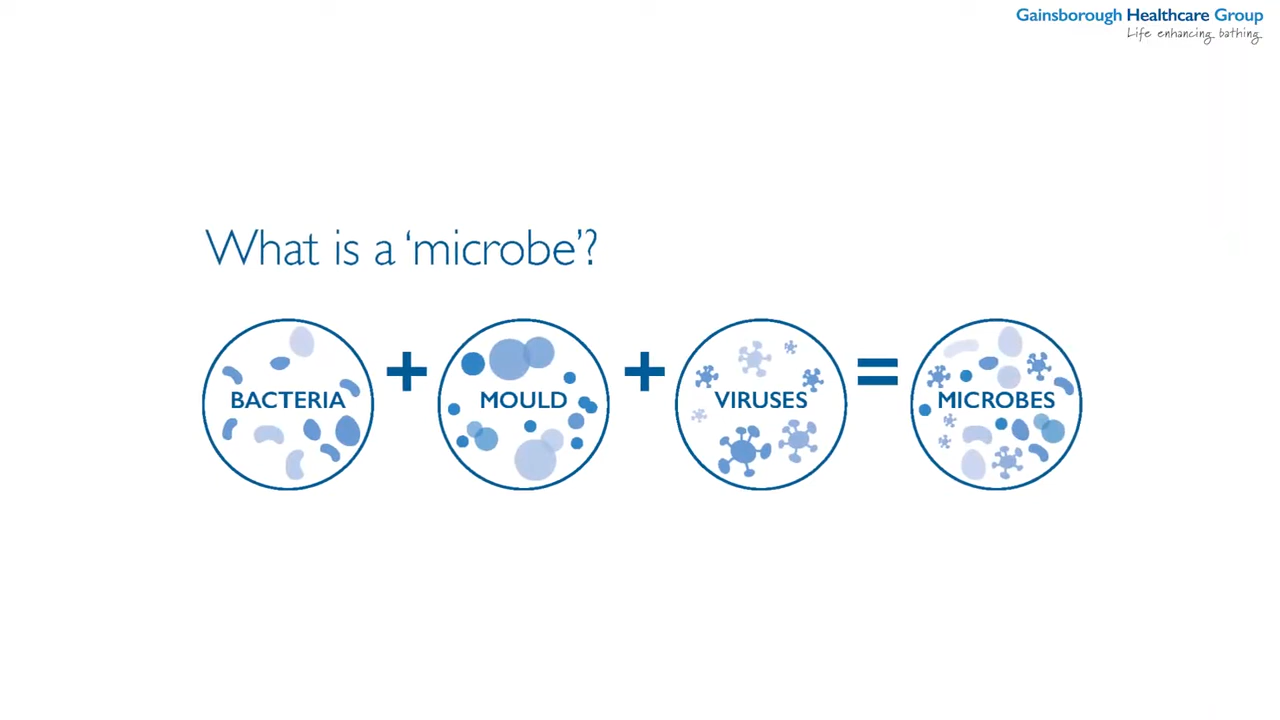 Gainsborough Healthcare Group
Life enhancing bathing
What is a ‘microbe’?
BACTERIA + MOULD + VIRUSES = MICROBES